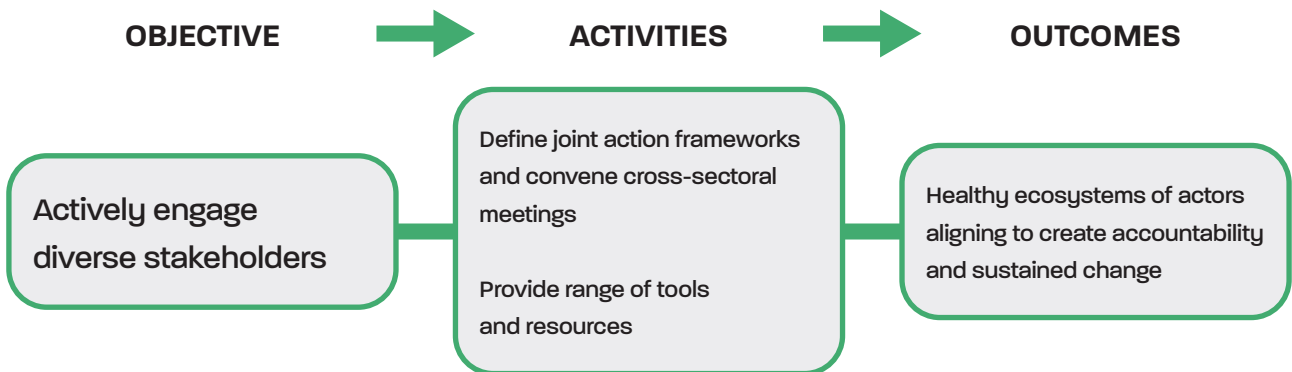 OBJECTIVE
ACTIVITIES
OUTCOMES
Actively engage
diverse stakeholders
Define joint action frameworks
and convene cross-sectoral
meetings
Provide range of tools
and resources
Healthy ecosystems of actors
aligning to create accountability
and sustained change